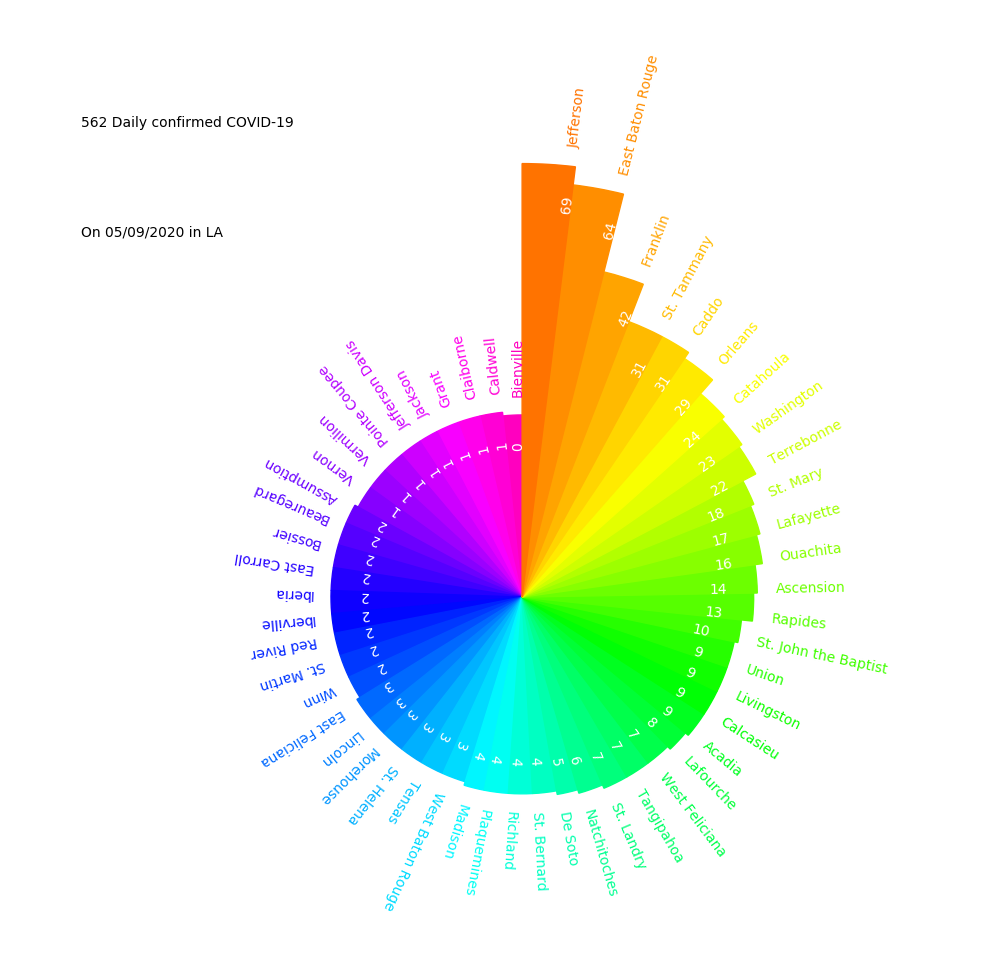 562 Daily confirmed COVID-19
On 05/09/2020 in LA
Jefferson
69
East Baton Rouge
64
Franklin
42
St. Tammany
31
Caddo
31
Orleans
29
Catahoula
24
Washington
23
Terrebonne
22
St. Mary
18
Lafayette
17
Ouachita
16
Ascension
14
Rapides
13
St. John the Baptist
10
Union
9
Livingston
9
Calcasieu
9
Acadia
9
Lafourche
8
West Feliciana
7
Tangipahoa
7
St. Landry
7
Natchitoches
6
De Soto
5
St. Bernard
4
Richland
4
Plaquemines
4
Madison
4
West Baton Rouge
3
Tensas
3
St. Helena
3
Morehouse
3
Lincoln
3
East Feliciana
3
Winn
2
St. Martin
2
Red River
2
Iberville
2
Iberia
2
East Carroll
2
Bossier
2
Beauregard
2
Assumption
2
Vernon
1
Vermilion
1
Pointe Coupee
1
Jefferson Davis
1
Jackson
1
Grant
1
Claiborne
1
Caldwell
1
Bienville
0